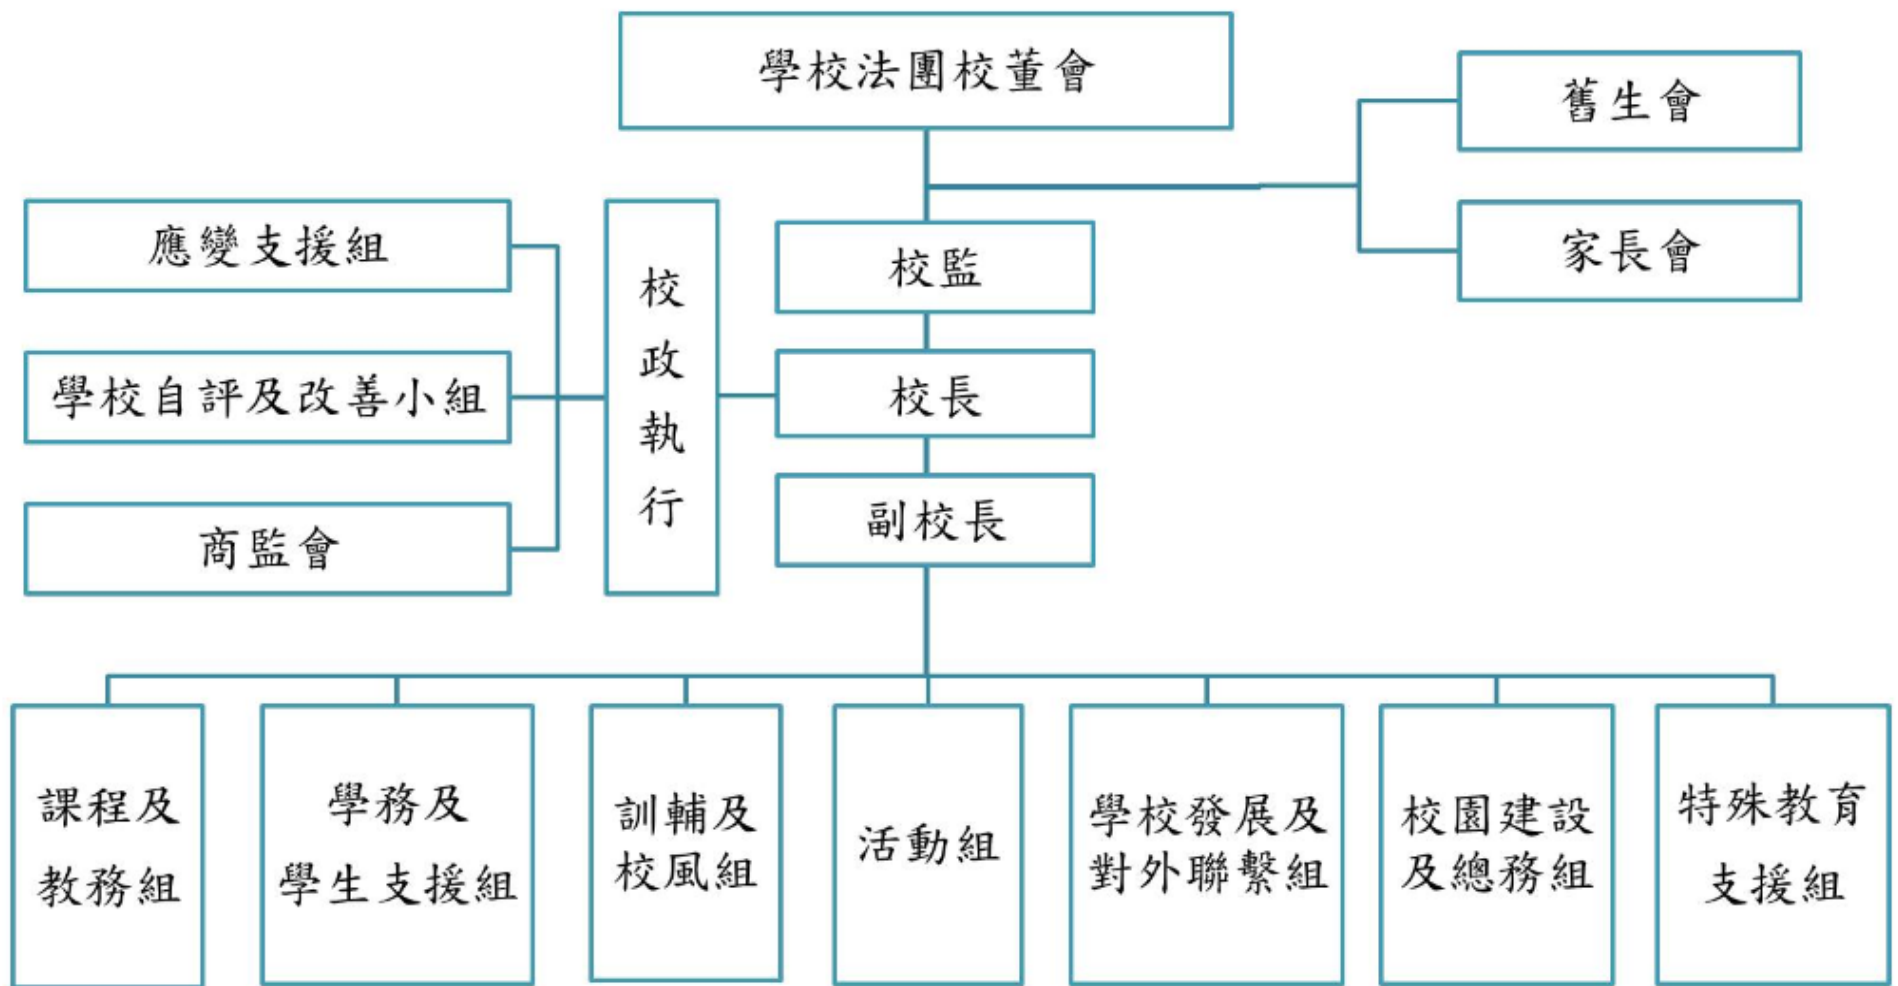 學校法團校董會
舊生會
家長會
應變支援組
學校自評及改善小組
商監會
校政執行
校監
校長
副校長
課程及
教務組
學務及
學生支援組
訓輔及
校風組
活動組
學校發展及
對外聯繫組
校園建設
及總務組
特殊教育
支援組